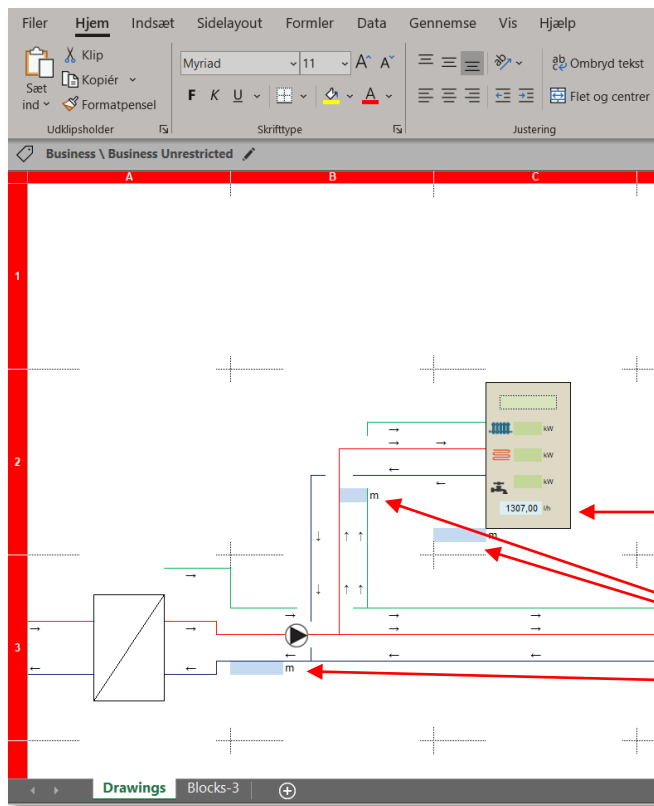 Filer Hjem Indsæt Sidelayout Formler Data Gennemse Vis Hjælp
Sæt
ind
Klip
Kopiér
Formatpensel
Udklipsholder
Myriad 11 A A
F K U A
Skrifttype
ab Ombryd tekst
Flet og centrer
Justering
Business \ Business Unrestricted
A B C
1
2
kW
kW
kW
1307,00 l/h
m
m
3
m
Drawings Blocks-3